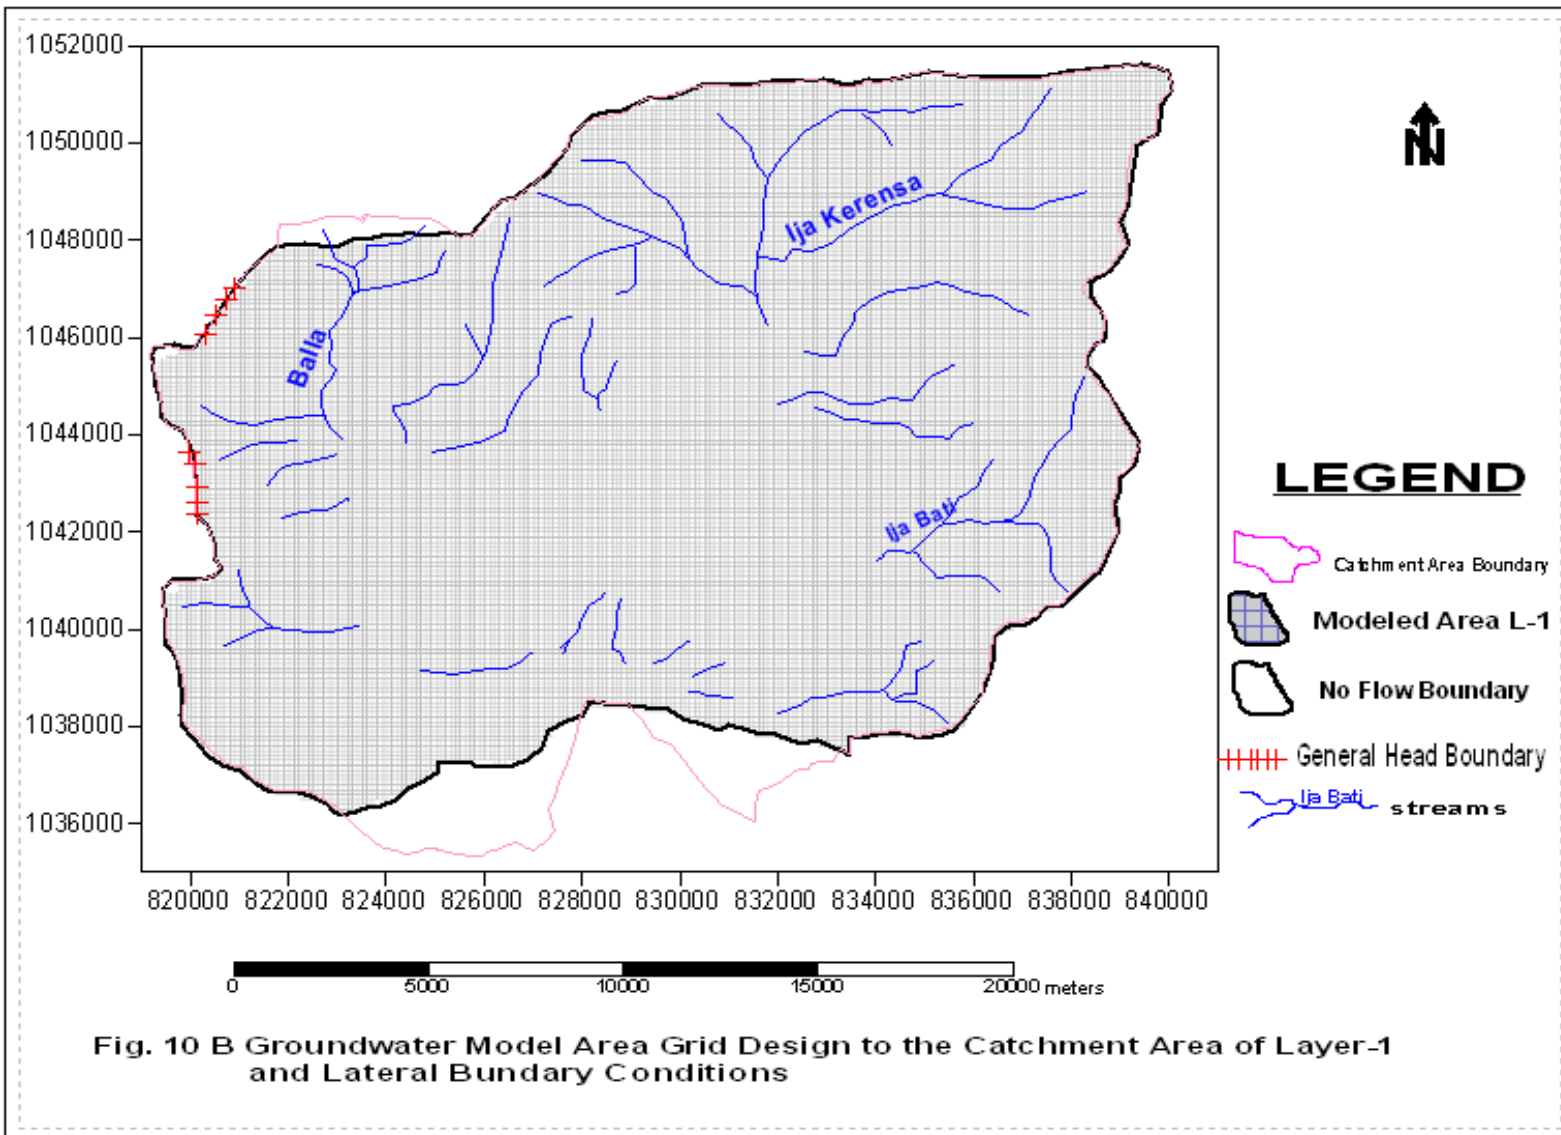 1052000
1050000
1048000
1046000
1044000
1042000
1040000
1038000
1036000
820000 822000 824000 826000 828000 830000 832000 834000 836000 838000 840000
N
Ija Kerensa
Balla
Ija Bati
LEGEND
Catchment Area Boundary
Modeled Area L-1
No Flow Boundary
General Head Boundary
Ija Bati streams
0 5000 10000 15000 20000 meters
Fig. 10 B Groundwater Model Area Grid Design to the Catchment Area of Layer-1
and Lateral Bundary Conditions